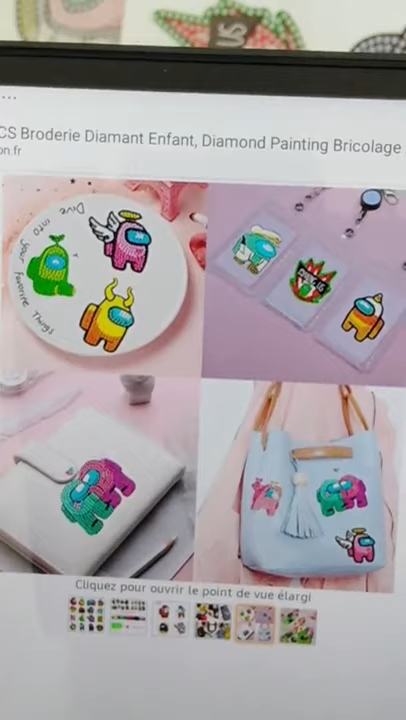 ...
CS Broderie Diamant Enfant, Diamond Painting Bricolage
on.fr
Dive into your Favorite Things
Cliquez pour ouvrir le point de vue élargi